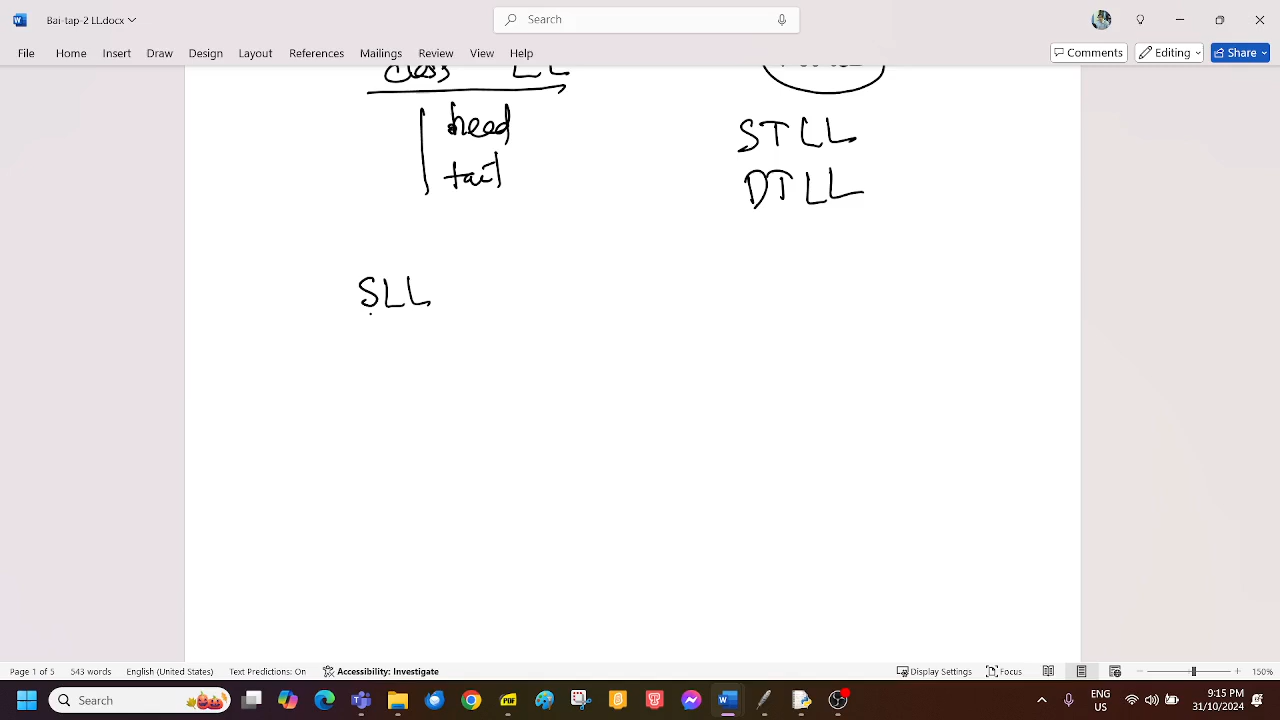 Bai-tap-2 LL.docx
Search
File Home Insert Draw Design Layout References Mailings Review View Help
Comments Editing Share
class LL
head
tail
STLL
DTLL
SLL
Page 1 of 5 543 words English (United States) Text Predictions: On Accessibility: Investigate Display Settings Focus 150%
Search
ENG
US
9:15 PM
31/10/2024